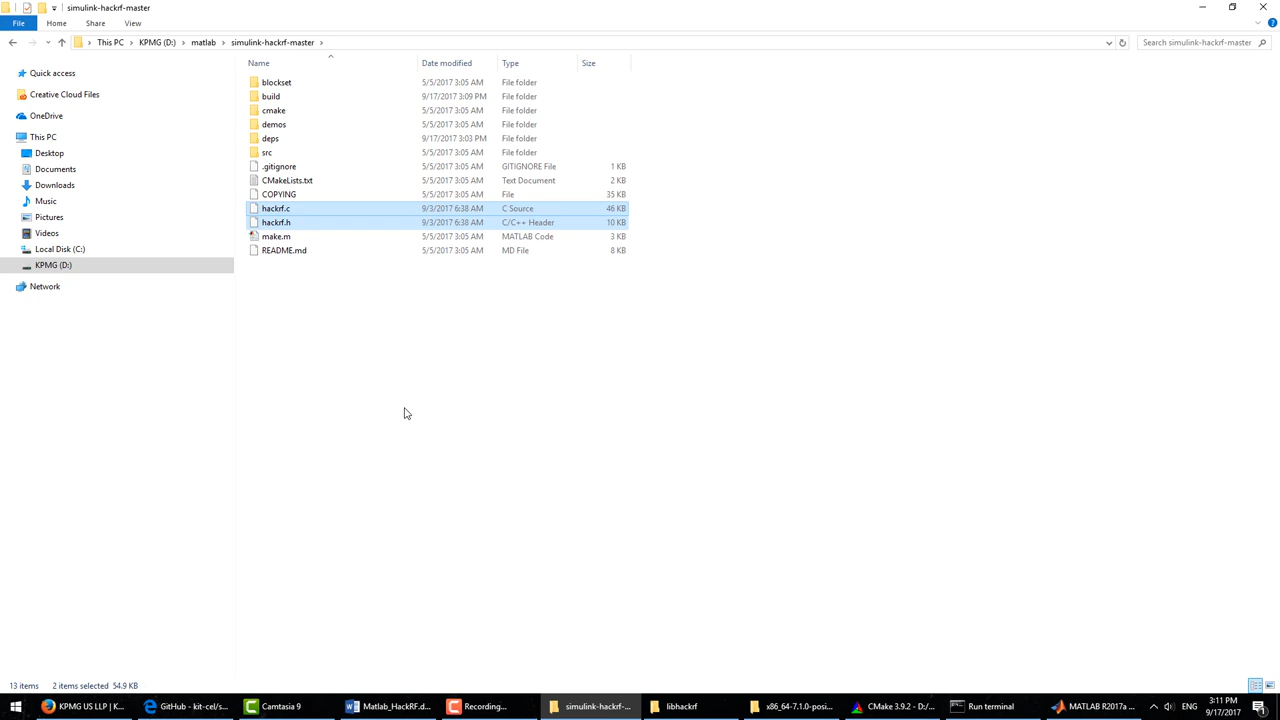 simulink-hackrf-master
File Home Share View
This PC KPMG (D:) matlab simulink-hackrf-master Search simulink-hackrf-master
Name Date modified Type Size
Quick access
Creative Cloud Files
OneDrive
This PC
Desktop
Documents
Downloads
Music
Pictures
Videos
Local Disk (C:)
KPMG (D:)
Network
blockset 5/5/2017 3:05 AM File folder
build 9/17/2017 3:09 PM File folder
cmake 5/5/2017 3:05 AM File folder
demos 5/5/2017 3:05 AM File folder
deps 9/17/2017 3:03 PM File folder
src 5/5/2017 3:05 AM File folder
.gitignore 5/5/2017 3:05 AM GITIGNORE File 1 KB
CMakeLists.txt 5/5/2017 3:05 AM Text Document 2 KB
COPYING 5/5/2017 3:05 AM File 35 KB
hackrf.c 9/3/2017 6:38 AM C Source 46 KB
hackrf.h 9/3/2017 6:38 AM C/C++ Header 10 KB
make.m 5/5/2017 3:05 AM MATLAB Code 3 KB
README.md 5/5/2017 3:05 AM MD File 8 KB
13 items 2 items selected 54.9 KB
KPMG US LLP | K... GitHub - kit-cel/s... Camtasia 9 Matlab_HackRF.d... Recording... simulink-hackrf-... libhackrf x86_64-7.1.0-posi... CMake 3.9.2 - D:/... Run terminal MATLAB R2017a ... ENG 3:11 PM
9/17/2017